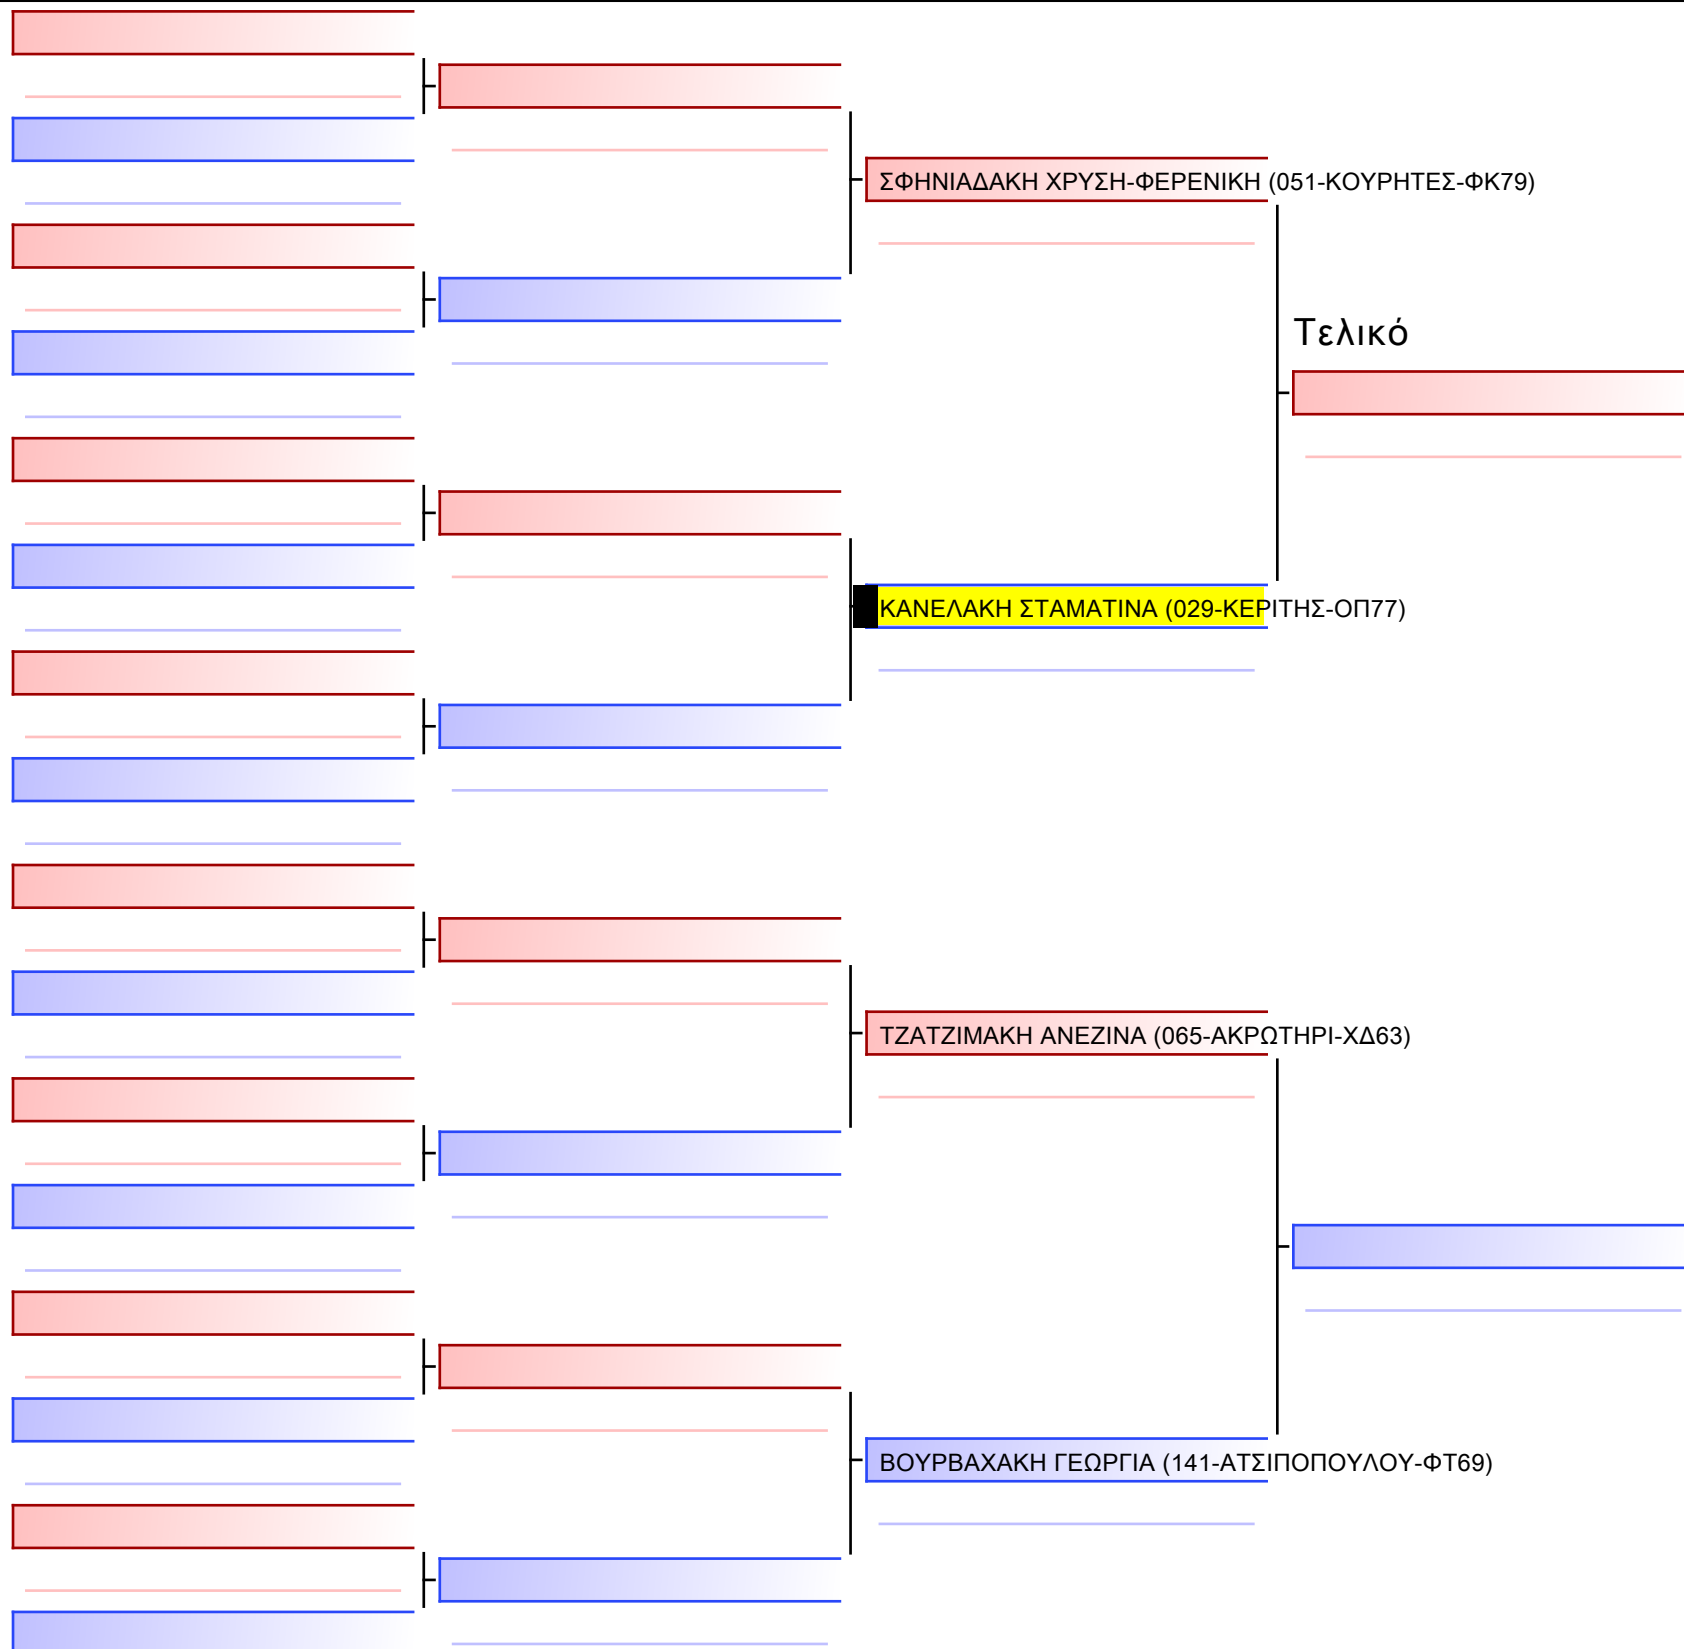 ΣΦΗΝΙΑΔΑΚΗ ΧΡΥΣΗ-ΦΕΡΕΝΙΚΗ (051-ΚΟΥΡΗΤΕΣ-ΦΚ79)
Τελικό
ΚΑΝΕΛΑΚΗ ΣΤΑΜΑΤΙΝΑ (029-ΚΕΡΙΤΗΣ-ΟΠ77)
ΤΖΑΤΖΙΜΑΚΗ ΑΝΕΖΙΝΑ (065-ΑΚΡΩΤΗΡΙ-ΧΔ63)
ΒΟΥΡΒΑΧΑΚΗ ΓΕΩΡΓΙΑ (141-ΑΤΣΙΠΟΠΟΥΛΟΥ-ΦΤ69)